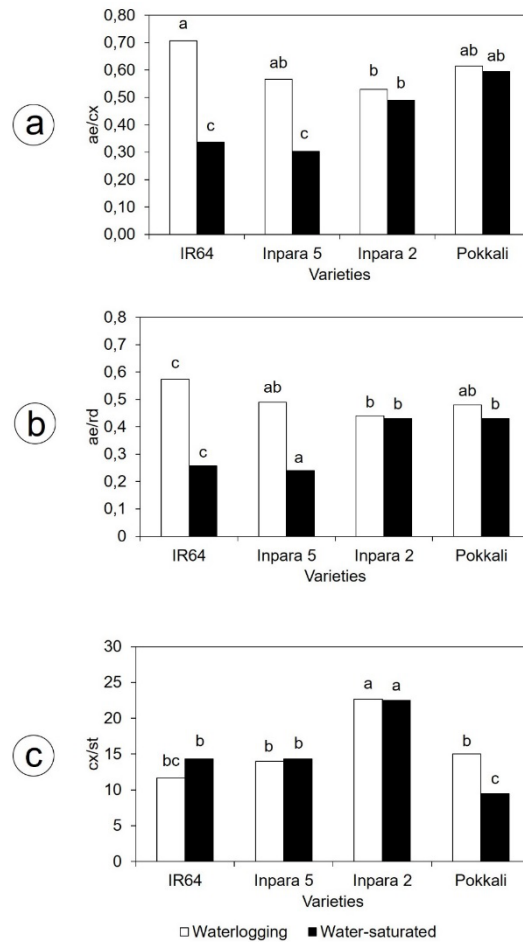 a
0,80
0,70
0,60
0,50
0,40
0,30
0,20
0,10
0,00
ae/cx
a c ab c b b ab ab
IR64 Inpara 5 Inpara 2 Pokkali
Varieties
b
0,8
0,7
0,6
0,5
0,4
0,3
0,2
0,1
0
ae/rd
c c ab a b b ab b
IR64 Inpara 5 Inpara 2 Pokkali
Varieties
c
30
25
20
15
10
5
0
cx/st
bc b b b a a b c
IR64 Inpara 5 Inpara 2 Pokkali
Varieties
Waterlogging Water-saturated